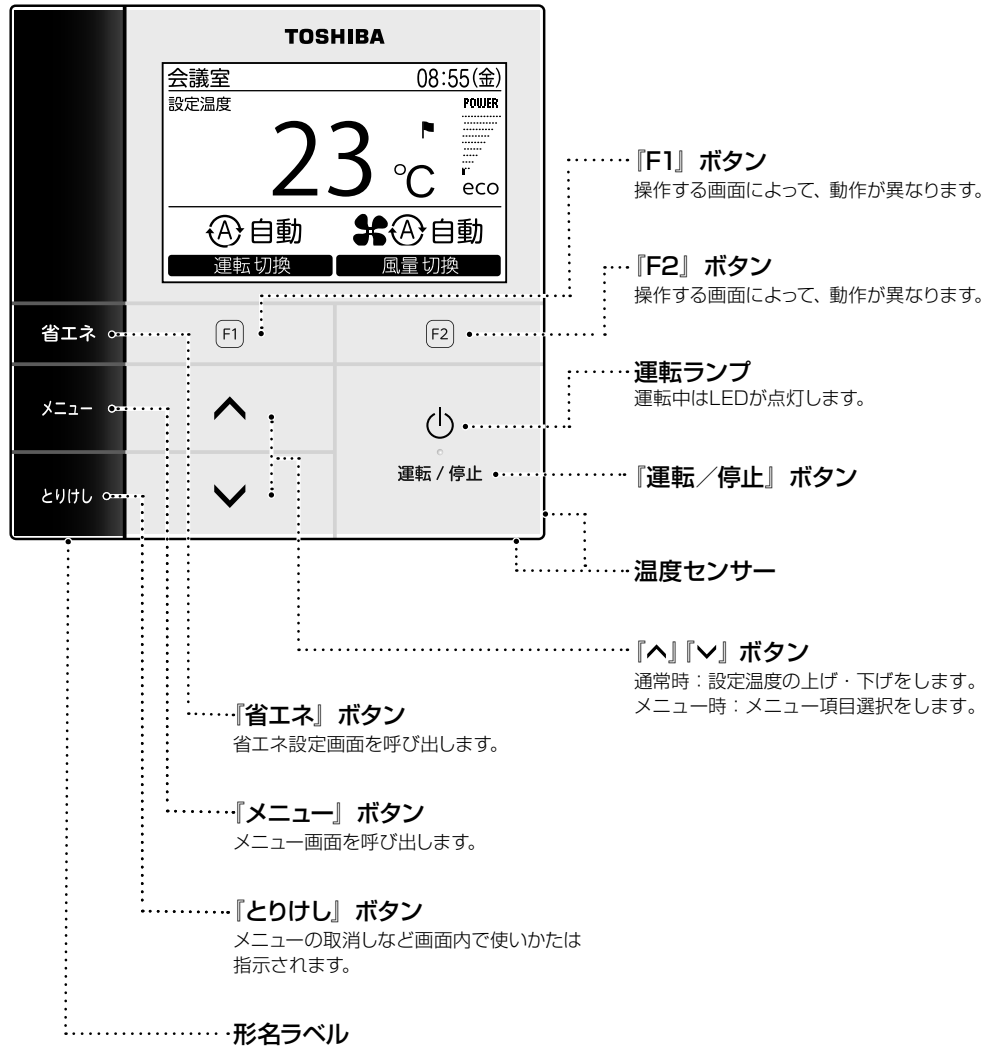 TOSHIBA
会議室 08:55(金)
設定温度 POWER
23 ℃
eco
Ⓐ自動 Ⓐ自動
運転切換 風量切換
省エネ F1 F2
メニュー
運転 / 停止
とりけし
『F1』 ボタン
操作する画面によって、動作が異なります。
『F2』 ボタン
操作する画面によって、動作が異なります。
運転ランプ
運転中はLEDが点灯します。
『運転／停止』 ボタン
温度センサー
『∧』『∨』 ボタン
通常時：設定温度の上げ・下げをします。
メニュー時：メニュー項目選択をします。
『省エネ』 ボタン
省エネ設定画面を呼び出します。
『メニュー』 ボタン
メニュー画面を呼び出します。
『とりけし』 ボタン
メニューの取消しなど画面内で使いかたは
指示されます。
形名ラベル